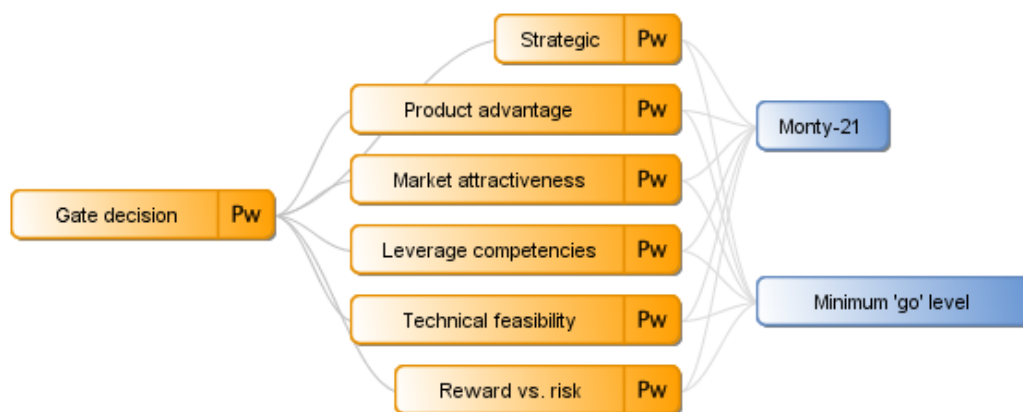 Strategic Pw
Product advantage Pw
Monty-21
Market attractiveness Pw
Gate decision Pw
Leverage competencies Pw
Minimum 'go' level
Technical feasibility Pw
Reward vs. risk Pw